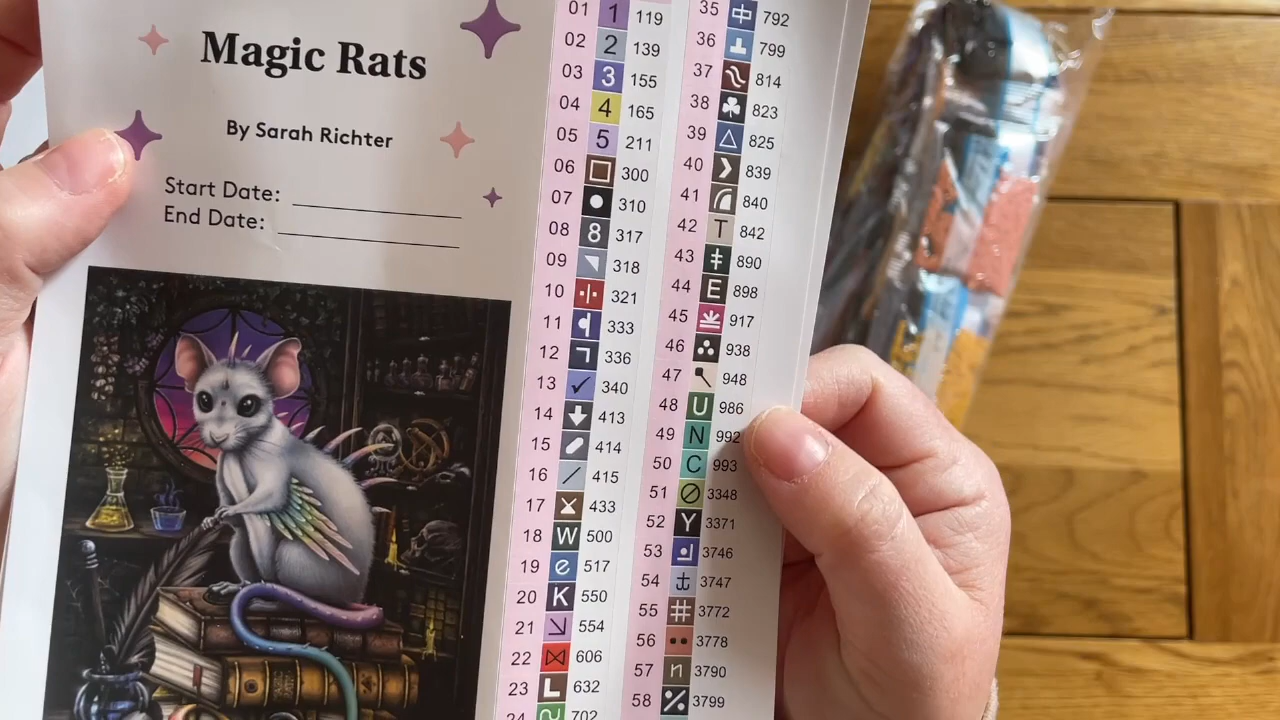 Magic Rats
By Sarah Richter
Start Date:
End Date:
01 1 119
02 2 139
03 3 155
04 4 165
05 5 211
06 300
07 310
08 8 317
09 318
10 321
11 333
12 336
13 340
14 413
15 414
16 415
17 433
18 W 500
19 e 517
20 K 550
21 554
22 606
23 L 632
24 702
35 中 792
36 799
37 814
38 823
39 825
40 839
41 840
42 T 842
43 890
44 E 898
45 917
46 938
47 948
48 U 986
49 N 992
50 C 993
51 3348
52 Y 3371
53 3746
54 3747
55 # 3772
56 3778
57 n 3790
58 3799